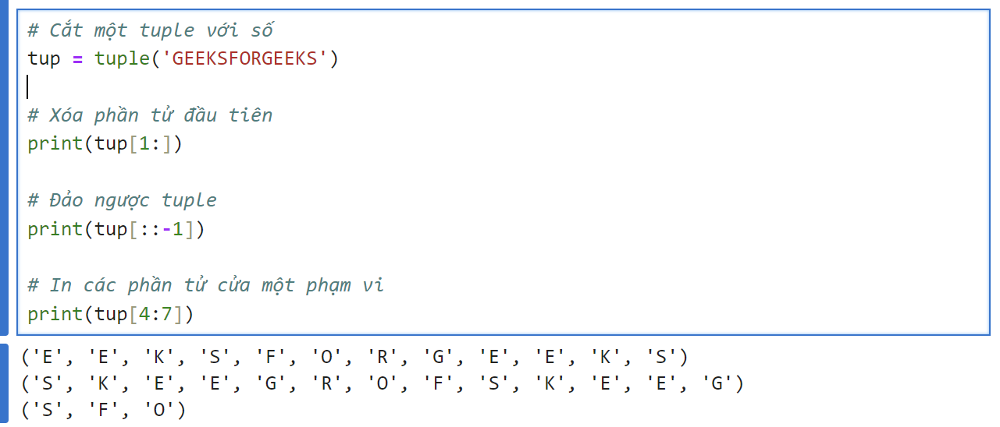 # Cắt một tuple với số
tup = tuple('GEEKSFORGEEKS')
# Xóa phần tử đầu tiên
print(tup[1:])
# Đảo ngược tuple
print(tup[::-1])
# In các phần tử cửa một phạm vi
print(tup[4:7])
('E', 'E', 'K', 'S', 'F', 'O', 'R', 'G', 'E', 'E', 'K', 'S')
('S', 'K', 'E', 'E', 'G', 'R', 'O', 'F', 'S', 'K', 'E', 'E', 'G')
('S', 'F', 'O')